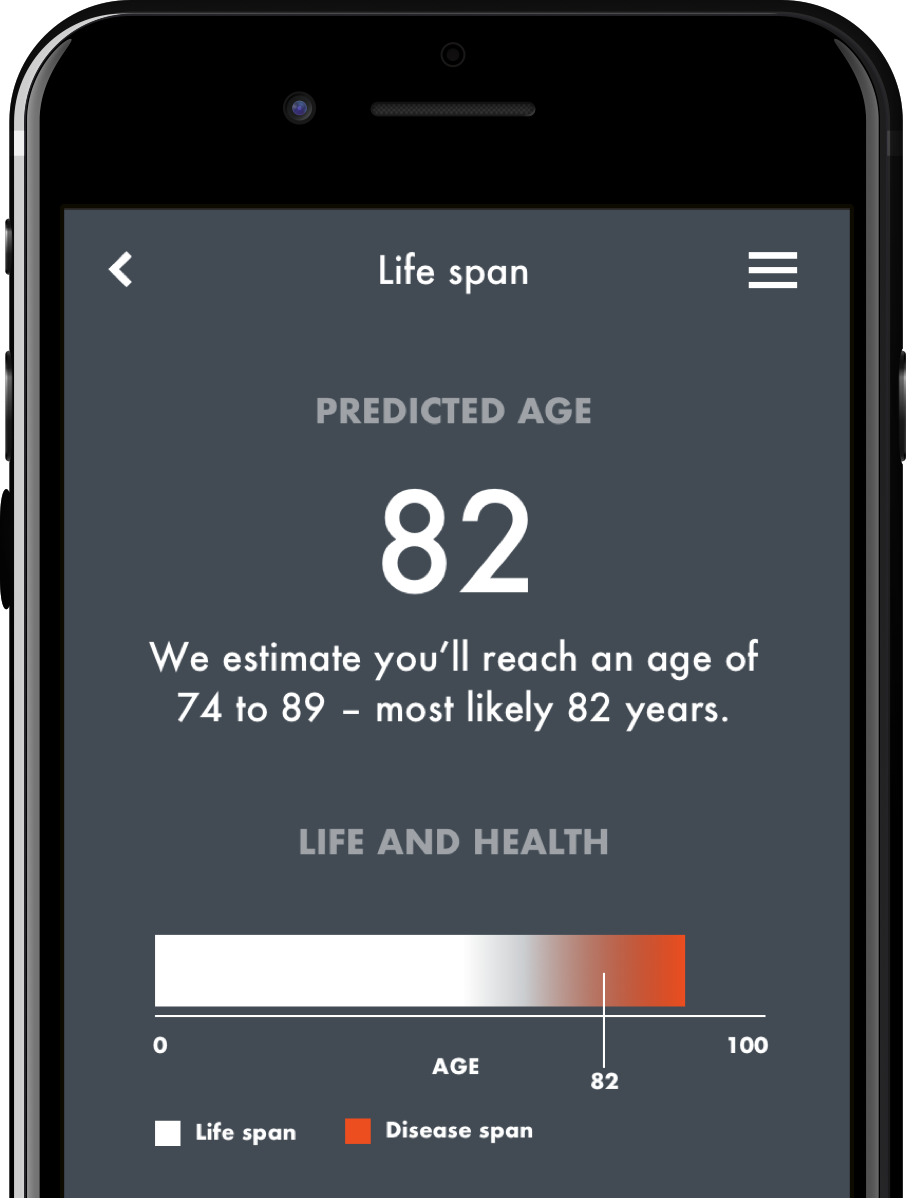 Life span
PREDICTED AGE
82
We estimate you’ll reach an age of
74 to 89 – most likely 82 years.
LIFE AND HEALTH
0
100
AGE
82
Life span
Disease span